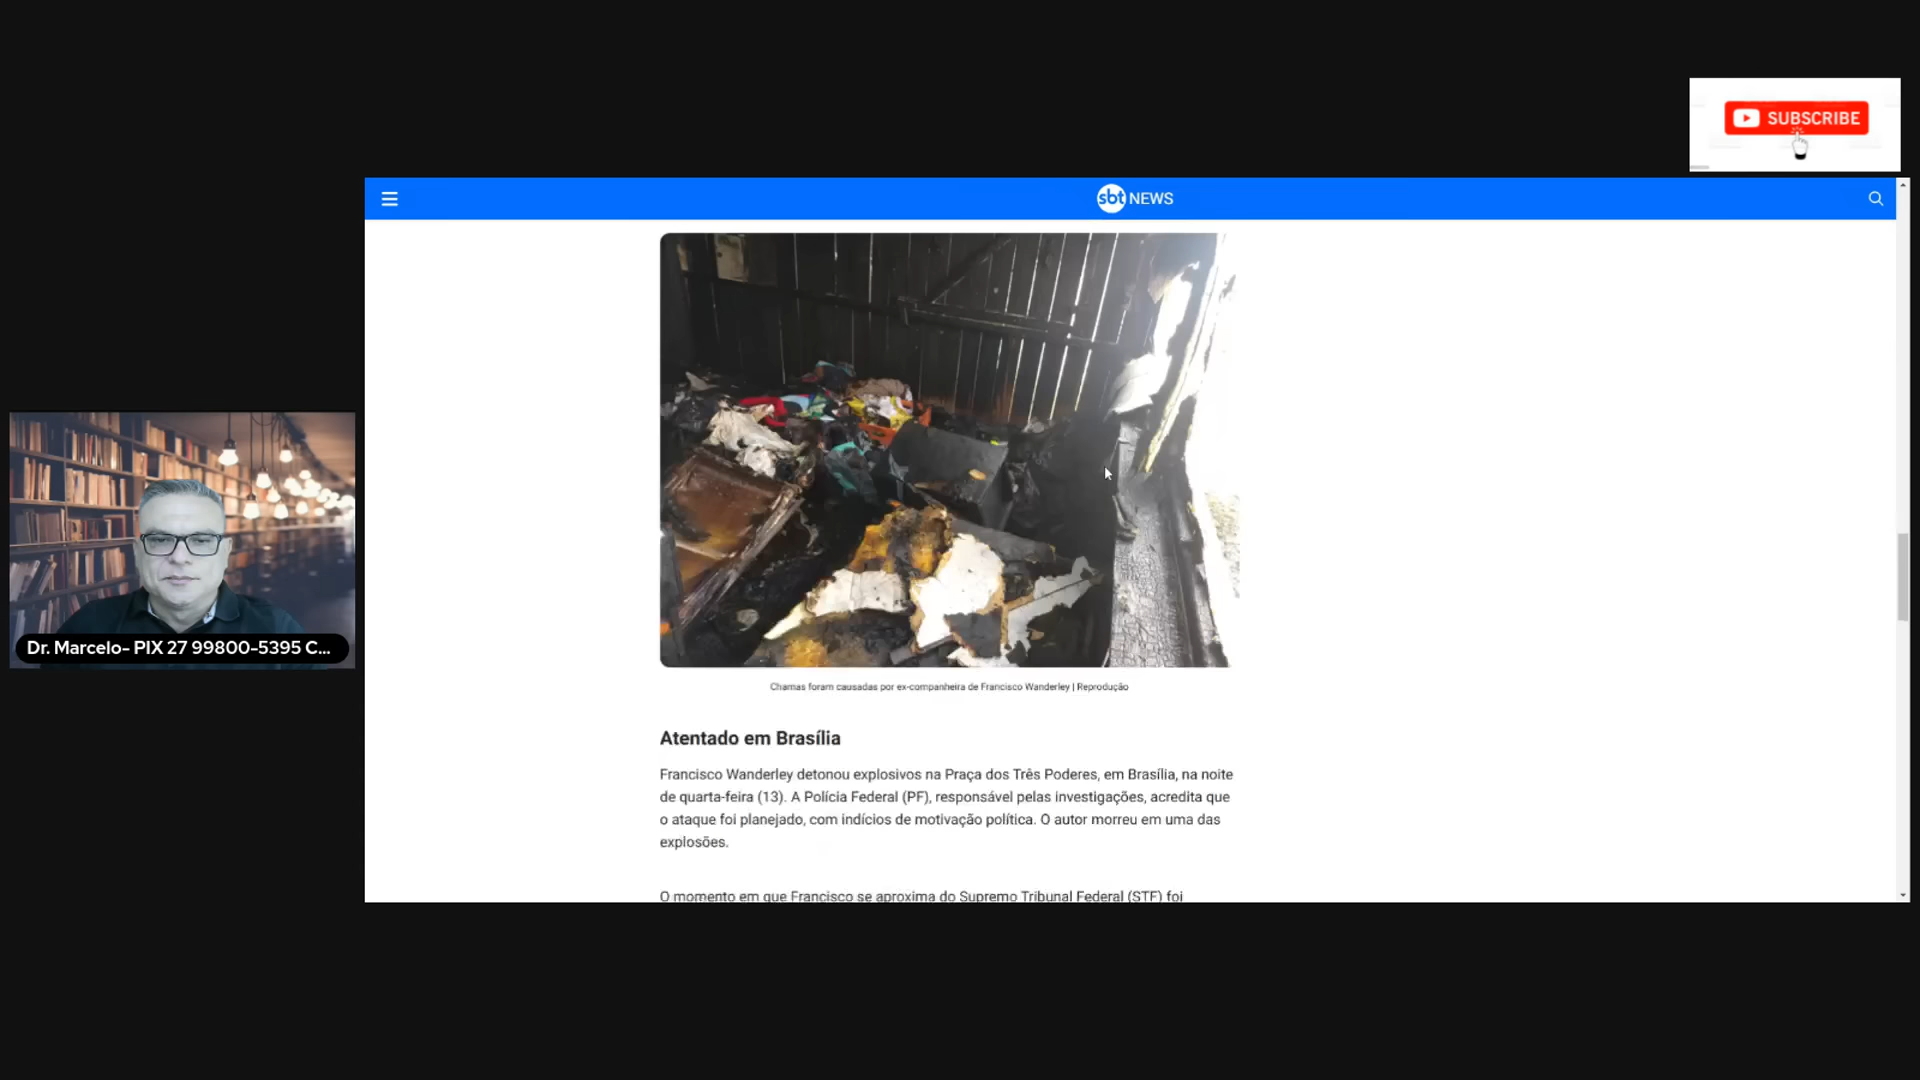 SUBSCRIBE
sbt NEWS
Chamas foram causadas por ex-companheira de Francisco Wanderley | Reprodução
Atentado em Brasília
Francisco Wanderley detonou explosivos na Praça dos Três Poderes, em Brasília, na noite
de quarta-feira (13). A Polícia Federal (PF), responsável pelas investigações, acredita que
o ataque foi planejado, com indícios de motivação política. O autor morreu em uma das
explosões.
O momento em que Francisco se aproxima do Supremo Tribunal Federal (STF) foi
Dr. Marcelo- PIX 27 99800-5395 C...